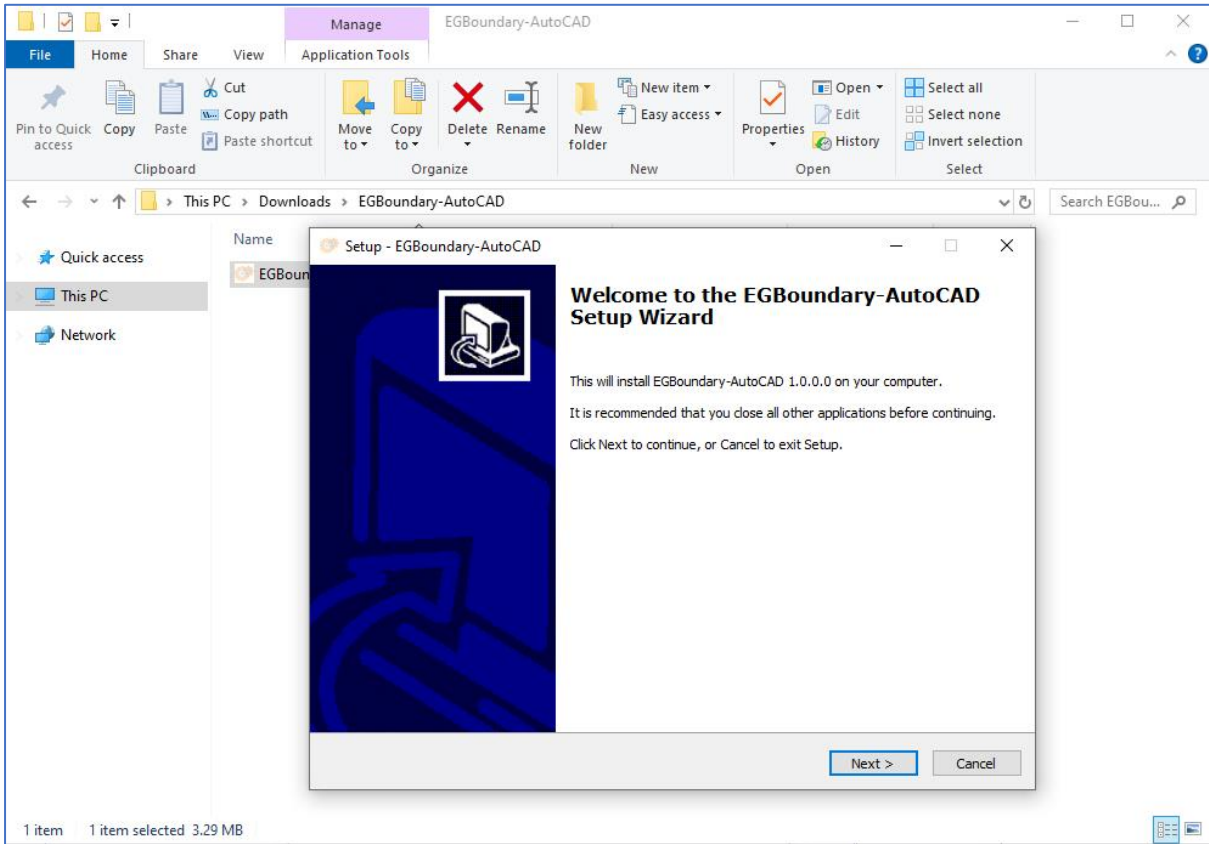 Manage
EGBoundary-AutoCAD
File
Home
Share
View
Application Tools
Pin to Quick access
Copy
Paste
Cut
Copy path
Paste shortcut
Clipboard
Move to
Copy to
Delete
Rename
Organize
New folder
New item
Easy access
New
Properties
Open
Edit
History
Open
Select all
Select none
Invert selection
Select
This PC > Downloads > EGBoundary-AutoCAD
Search EGBou...
Quick access
This PC
Network
Name
EGBoun
Setup - EGBoundary-AutoCAD
Welcome to the EGBoundary-AutoCAD
Setup Wizard
This will install EGBoundary-AutoCAD 1.0.0.0 on your computer.
It is recommended that you close all other applications before continuing.
Click Next to continue, or Cancel to exit Setup.
Next >
Cancel
1 item
1 item selected 3.29 MB